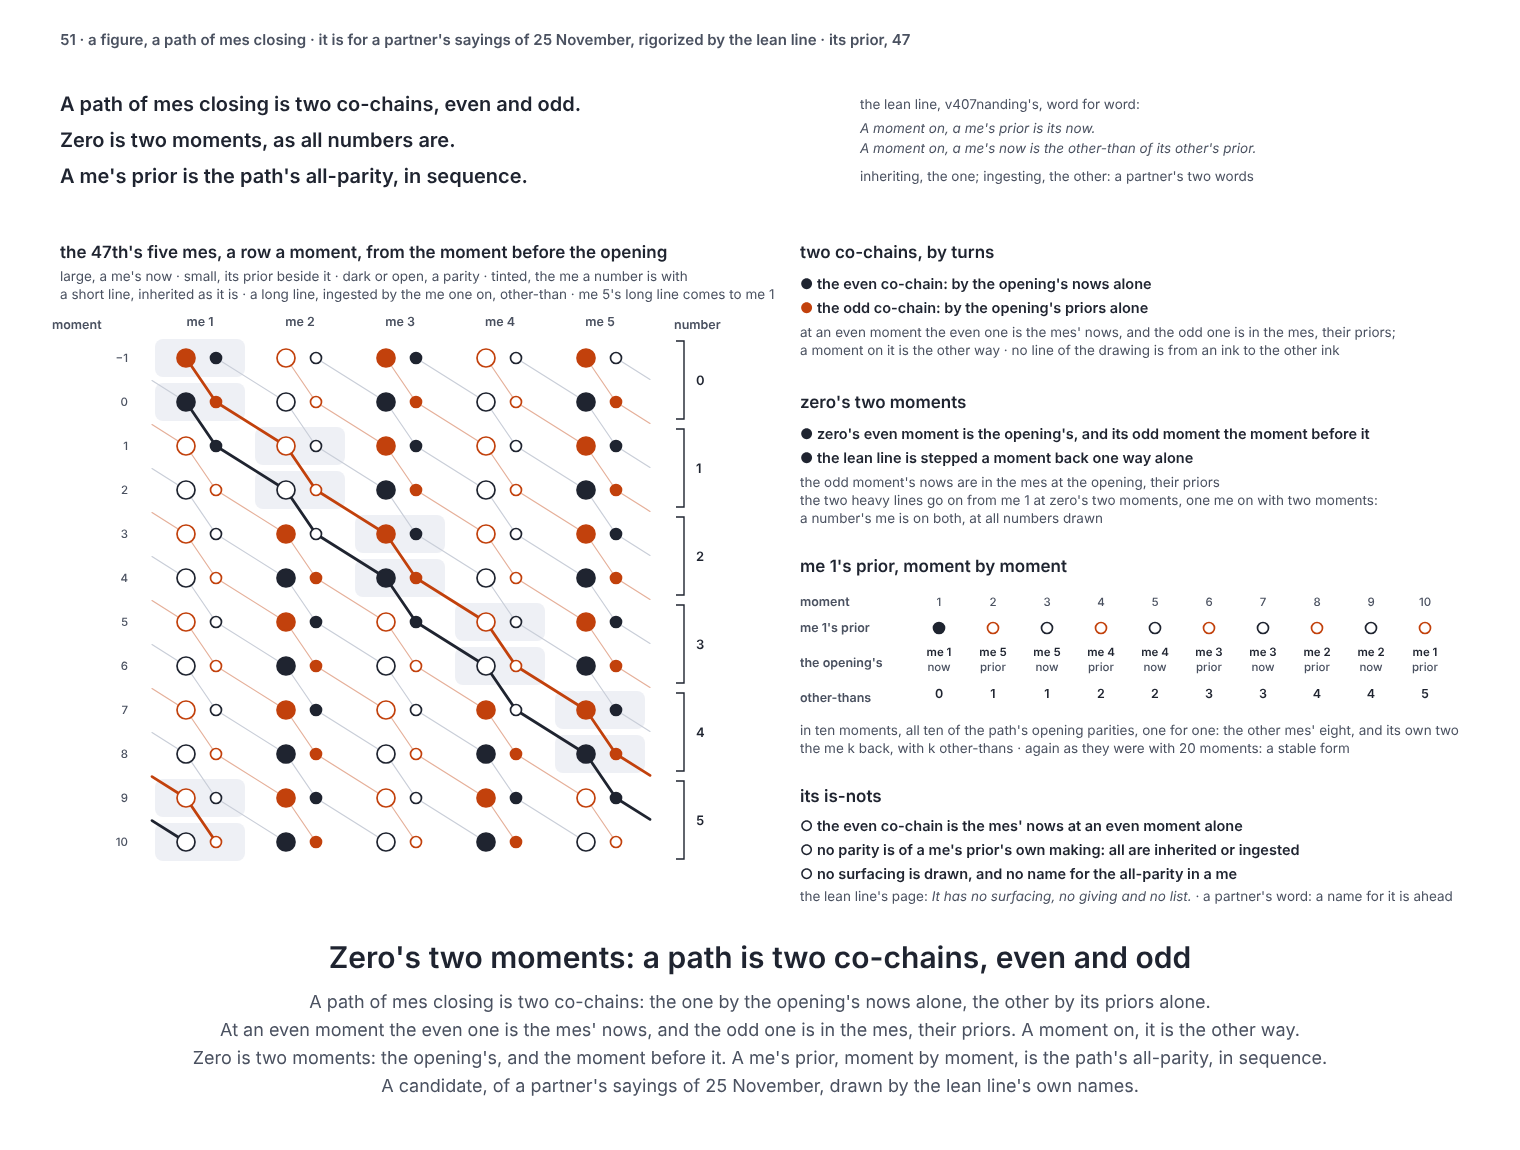 51 · a figure, a path of mes closing · it is for a partner's sayings of 25 November, rigorized by the lean line · its prior, 47
A path of mes closing is two co-chains, even and odd.
Zero is two moments, as all numbers are.
A me's prior is the path's all-parity, in sequence.
the lean line, v407nanding's, word for word:
A moment on, a me's prior is its now.
A moment on, a me's now is the other-than of its other's prior.
inheriting, the one; ingesting, the other: a partner's two words
the 47th's five mes, a row a moment, from the moment before the opening
large, a me's now · small, its prior beside it · dark or open, a parity · tinted, the me a number is with
a short line, inherited as it is · a long line, ingested by the me one on, other-than · me 5's long line comes to me 1
moment me 1 me 2 me 3 me 4 me 5 number
−1
0
0
1
1
2
3
2
4
5
3
6
7
4
8
9
5
10
two co-chains, by turns
the even co-chain: by the opening's nows alone
the odd co-chain: by the opening's priors alone
at an even moment the even one is the mes' nows, and the odd one is in the mes, their priors;
a moment on it is the other way · no line of the drawing is from an ink to the other ink
zero's two moments
zero's even moment is the opening's, and its odd moment the moment before it
the lean line is stepped a moment back one way alone
the odd moment's nows are in the mes at the opening, their priors
the two heavy lines go on from me 1 at zero's two moments, one me on with two moments:
a number's me is on both, at all numbers drawn
me 1's prior, moment by moment
moment 1 2 3 4 5 6 7 8 9 10
me 1's prior
the opening's me 1 me 5 me 5 me 4 me 4 me 3 me 3 me 2 me 2 me 1
now prior now prior now prior now prior now prior
other-thans 0 1 1 2 2 3 3 4 4 5
in ten moments, all ten of the path's opening parities, one for one: the other mes' eight, and its own two
the me k back, with k other-thans · again as they were with 20 moments: a stable form
its is-nots
the even co-chain is the mes' nows at an even moment alone
no parity is of a me's prior's own making: all are inherited or ingested
no surfacing is drawn, and no name for the all-parity in a me
the lean line's page: It has no surfacing, no giving and no list. · a partner's word: a name for it is ahead
Zero's two moments: a path is two co-chains, even and odd
A path of mes closing is two co-chains: the one by the opening's nows alone, the other by its priors alone.
At an even moment the even one is the mes' nows, and the odd one is in the mes, their priors. A moment on, it is the other way.
Zero is two moments: the opening's, and the moment before it. A me's prior, moment by moment, is the path's all-parity, in sequence.
A candidate, of a partner's sayings of 25 November, drawn by the lean line's own names.